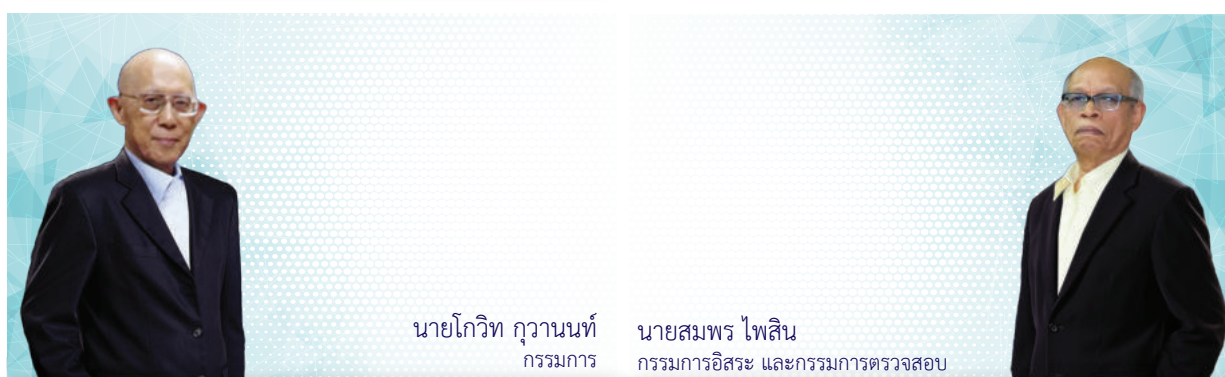 นายโกวิท กุวานนท์
กรรมการ
นายสมพร ไพสิน
กรรมการอิสระ และกรรมการตรวจสอบ